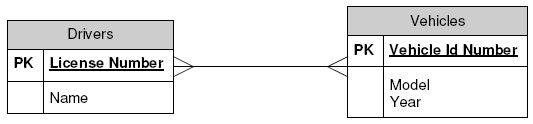 Drivers
PK License Number
Name
Vehicles
PK Vehicle Id Number
Model
Year